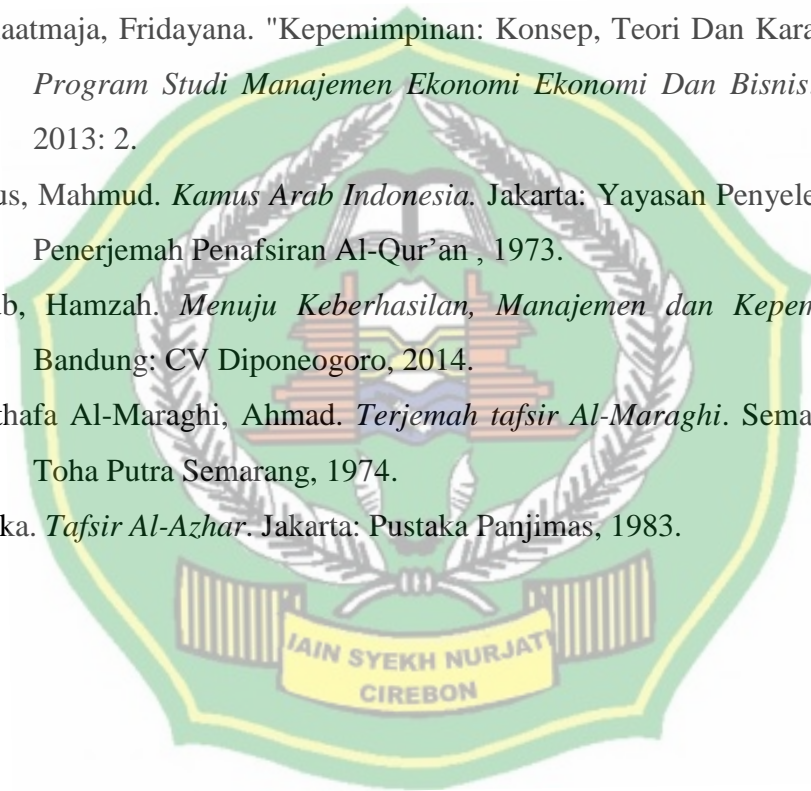 aatmaja, Fridayana. "Kepemimpinan: Konsep, Teori Dan Kara
Program Studi Manajemen Ekonomi Ekonomi Dan Bisnis
2013: 2.
us, Mahmud. Kamus Arab Indonesia. Jakarta: Yayasan Penyele
Penerjemah Penafsiran Al-Qur’an , 1973.
ub, Hamzah. Menuju Keberhasilan, Manajemen dan Kepem
Bandung: CV Diponeogoro, 2014.
thafa Al-Maraghi, Ahmad. Terjemah tafsir Al-Maraghi. Sema
Toha Putra Semarang, 1974.
ka. Tafsir Al-Azhar. Jakarta: Pustaka Panjimas, 1983.
IAIN SYEKH NURJATI
CIREBON